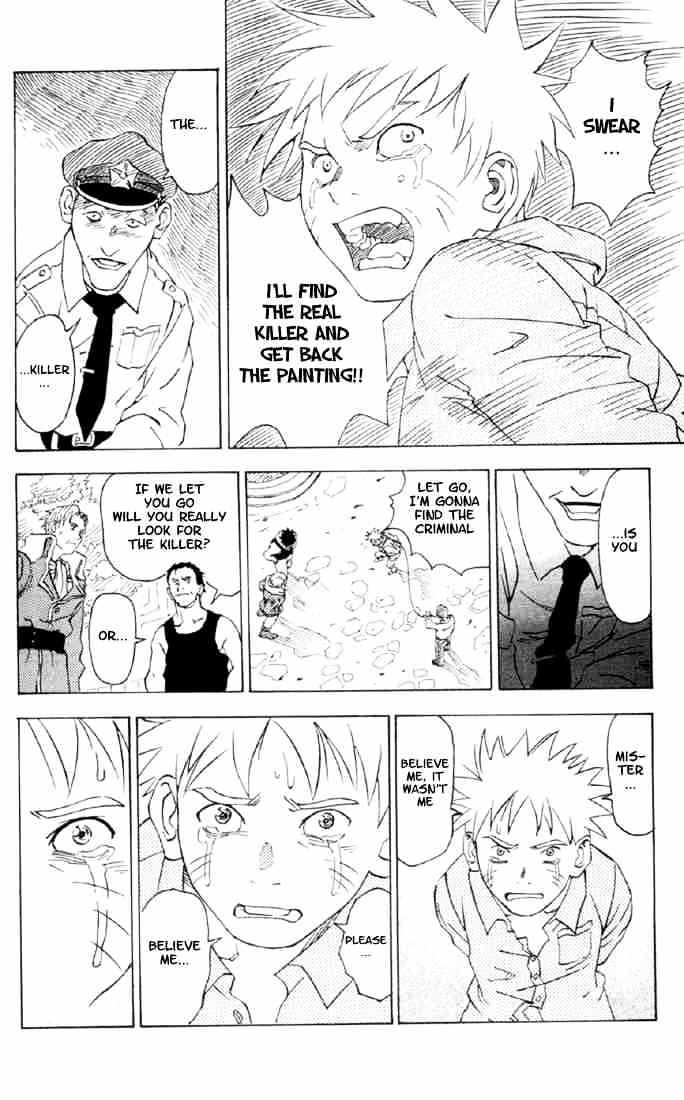 I
SWEAR
...
I'LL FIND
THE REAL
KILLER AND
GET BACK
THE PAINTING!!
THE...
...KILLER
...
...IS
YOU
LET GO,
I'M GONNA
FIND THE
CRIMINAL
IF WE LET
YOU GO
WILL YOU REALLY
LOOK FOR
THE KILLER?
OR...
MIS-
TER
...
BELIEVE
ME, IT
WASN'T
ME
PLEASE
...
BELIEVE
ME...